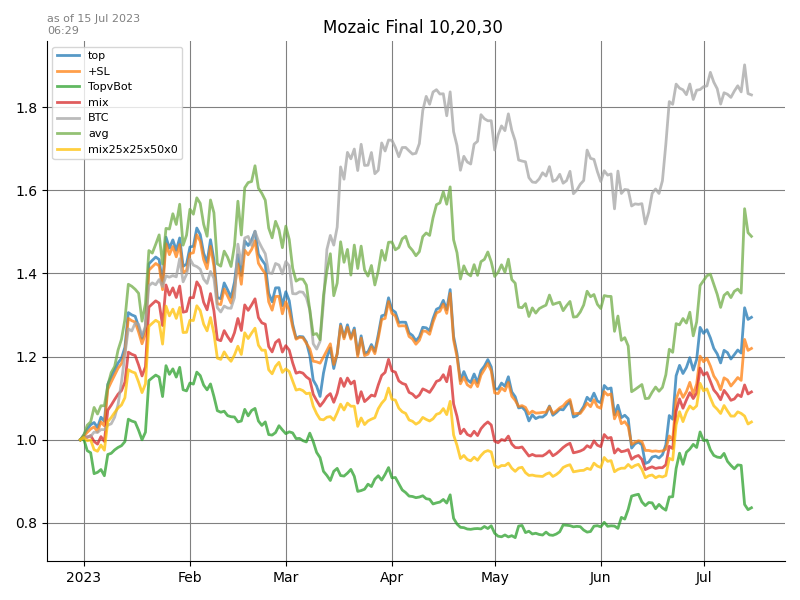 as of 15 Jul 2023
06:29
Mozaic Final 10,20,30
top
+SL
TopvBot
mix
BTC
avg
mix25x25x50x0
1.8
1.6
1.4
1.2
1.0
0.8
2023 Feb Mar Apr May Jun Jul